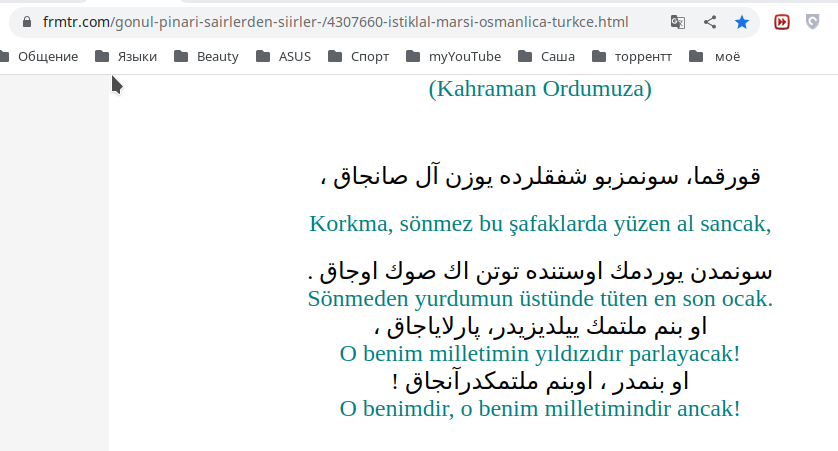 frmtr.com/gonul-pinari-sairlerden-siirler-/4307660-istiklal-marsi-osmanlica-turkce.html
Общение Языки Beauty ASUS Спорт myYouTube Саша торрентт моё
(Kahraman Ordumuza)
قورقما، سونمزبو شفقلرده يوزن آل صانجاق ،
Korkma, sönmez bu şafaklarda yüzen al sancak,
سونمدن يوردمك اوستنده توتن اك صوك اوجاق .
Sönmeden yurdumun üstünde tüten en son ocak.
او بنم ملتمك ييلديزيدر، پارلاياجاق ،
O benim milletimin yıldızıdır parlayacak!
او بنمدر ، اوبنم ملتمكدرآنجاق !
O benimdir, o benim milletimindir ancak!